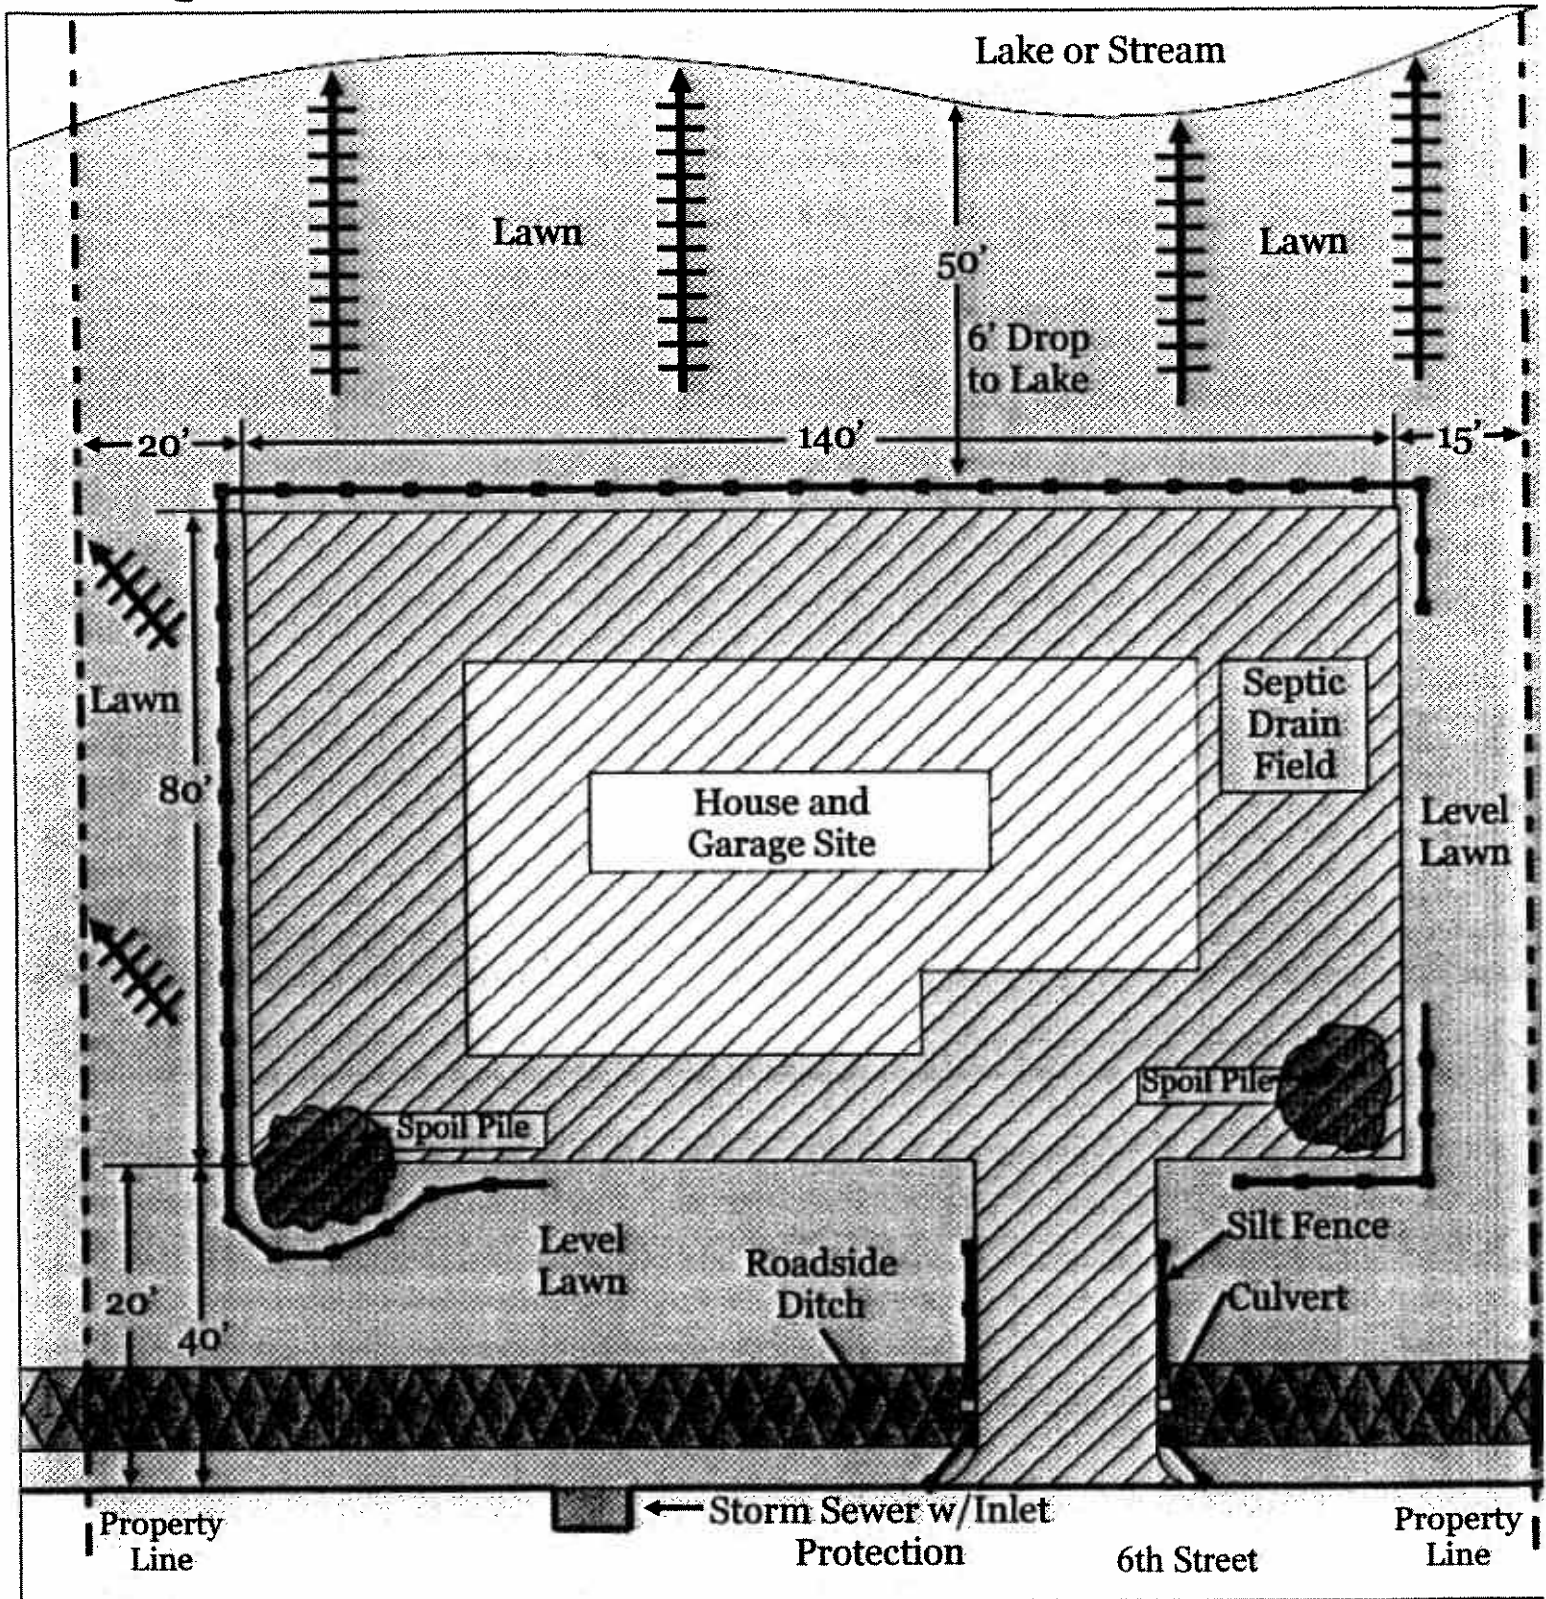 Lake or Stream
Lawn
Lawn
50'
6' Drop
to Lake
20'
140'
15'
Lawn
Septic
Drain
Field
80'
House and
Garage Site
Level
Lawn
Spoil Pile
Spoil Pile
Level
Lawn
Roadside
Ditch
Silt Fence
Culvert
20'
40'
Storm Sewer w/Inlet
Protection
Property
Line
6th Street
Property
Line